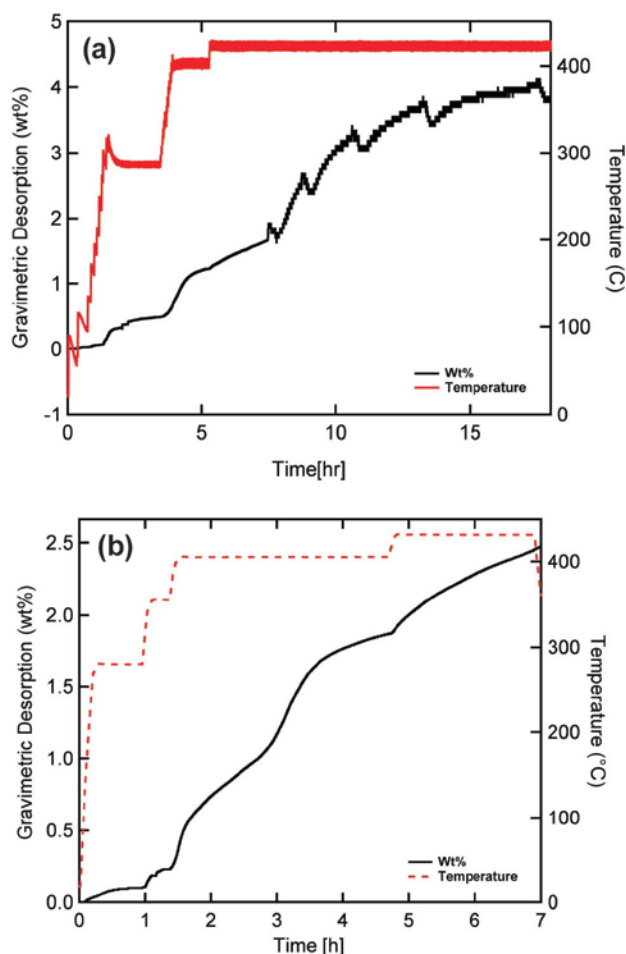 (a)
5
4
3
2
1
0
-1
Gravimetric Desorption (wt%)
400
300
200
100
0
Temperature (C)
Wt%
Temperature
0 5 10 15
Time[hr]
(b)
2.5
2.0
1.5
1.0
0.5
0.0
Gravimetric Desorption (wt%)
400
300
200
100
0
Temperature (°C)
Wt%
Temperature
0 1 2 3 4 5 6 7
Time [h]